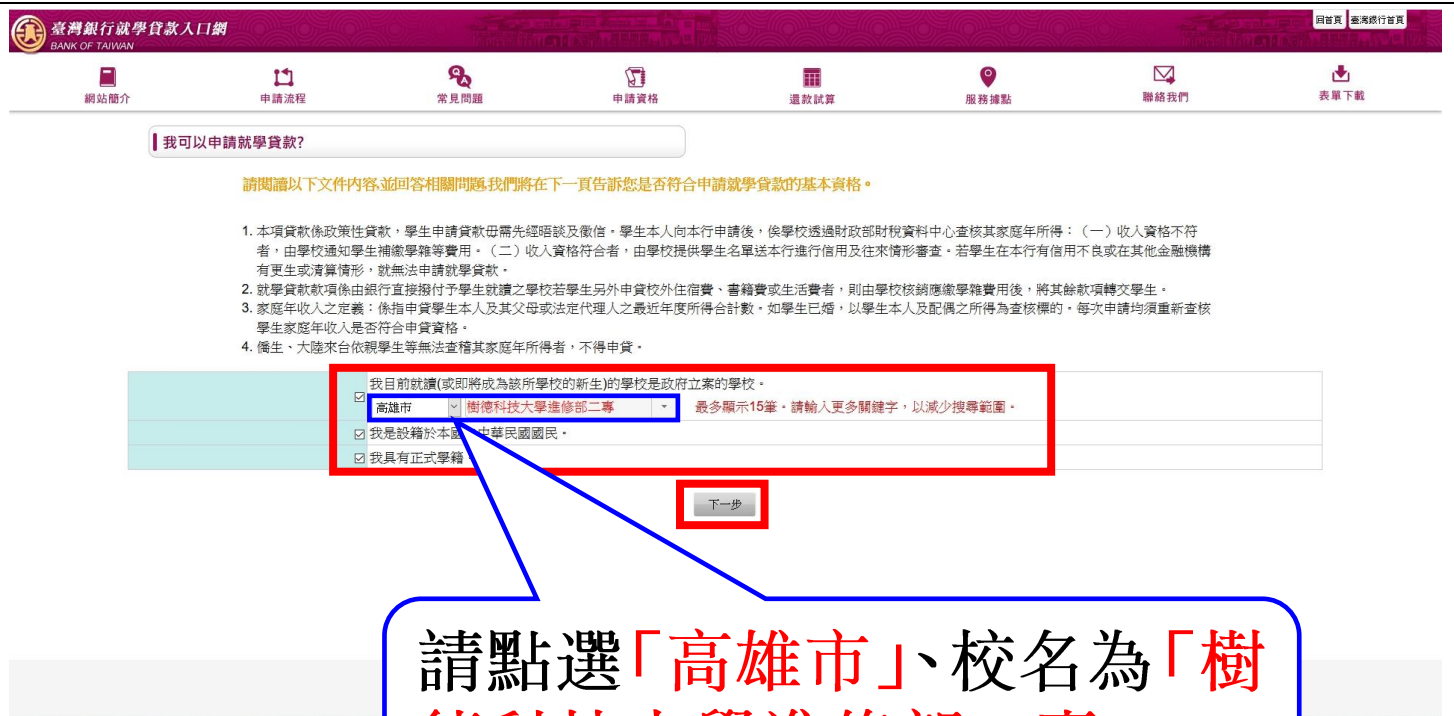 臺灣銀行就學貸款入口網
BANK OF TAIWAN
回首頁 臺灣銀行首頁
網站簡介 申請流程 常見問題 申請資格 還款試算 服務據點 聯絡我們 表單下載
我可以申請就學貸款?
請閱讀以下文件內容,並回答相關問題,我們將在下一頁告訴您是否符合申請就學貸款的基本資格。
1. 本項貸款係政策性貸款，學生申請貸款毋需先經晤談及徵信。學生本人向本行申請後，俟學校透過財政部財稅資料中心查核其家庭年所得：（一）收入資格不符
者，由學校通知學生補繳學雜等費用。（二）收入資格符合者，由學校提供學生名單送本行進行信用及往來情形審查。若學生在本行有信用不良或在其他金融機構
有更生或清算情形，就無法申請就學貸款。
2. 就學貸款款項係由銀行直接撥付予學生就讀之學校若學生另外申貸校外住宿費、書籍費或生活費者，則由學校核銷應繳學雜費用後，將其餘款項轉交學生。
3. 家庭年收入之定義：係指申貸學生本人及其父母或法定代理人之最近年度所得合計數。如學生已婚，以學生本人及配偶之所得為查核標的。每次申請均須重新查核
學生家庭年收入是否符合申貸資格。
4. 僑生、大陸來台依親學生等無法查稽其家庭年所得者，不得申貸。
我目前就讀(或即將成為該所學校的新生)的學校是政府立案的學校。
高雄市 樹德科技大學進修部二專 最多顯示15筆。請輸入更多關鍵字，以減少搜尋範圍。
我是設籍於本國 中華民國國民。
我具有正式學籍。
下一步
請點選「高雄市」、校名為「樹